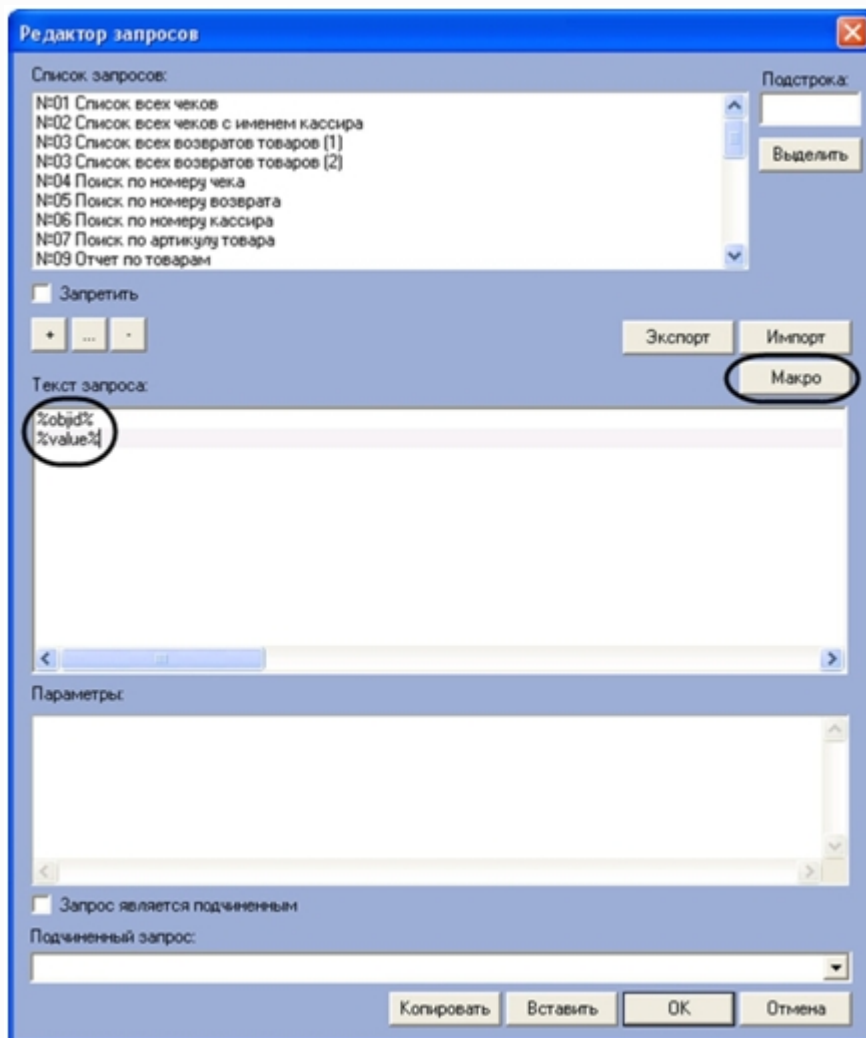 Редактор запросов
Список запросов:
Подстрока:
№01 Список всех чеков
№02 Список всех чеков с именем кассира
№03 Список всех возвратов товаров (1)
№03 Список всех возвратов товаров (2)
№04 Поиск по номеру чека
№05 Поиск по номеру возврата
№06 Поиск по номеру кассира
№07 Поиск по артикулу товара
№09 Отчет по товарам
Выделить
Запретить
+ ... -
Экспорт Импорт
Макро
Текст запроса:
%objid%
%value%
Параметры:
Запрос является подчиненным
Подчиненный запрос:
Копировать Вставить OK Отмена